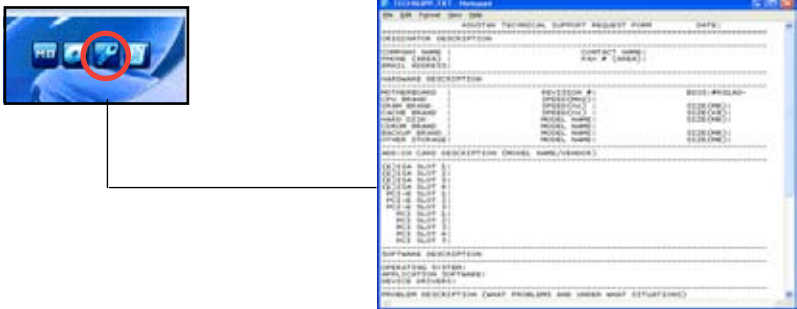 TECHSUPP.TXT - Notepad
File Edit Format View Help
ASUSTEK TECHNICAL SUPPORT REQUEST FORM DATE:
ORIGINATOR DESCRIPTION
COMPANY NAME : CONTACT NAME:
PHONE (AREA) : FAX # (AREA):
EMAIL ADDRESS:
HARDWARE DESCRIPTION
MOTHERBOARD : REVISION #: BIOS:#401A0-
CPU BRAND : SPEED(MHz):
DRAM BRAND : SPEED(ns) : SIZE(MB):
CACHE BRAND : SPEED(ns) : SIZE(KB):
HARD DISK : MODEL NAME: SIZE(MB):
CDROM BRAND : MODEL NAME:
BACKUP BRAND : MODEL NAME: SIZE(MB):
OTHER STORAGE: MODEL NAME: SIZE(MB):
ADD-IN CARD DESCRIPTION (MODEL NAME/VENDOR)
(E)ISA SLOT 1:
(E)ISA SLOT 2:
(E)ISA SLOT 3:
(E)ISA SLOT 4:
PCI-E SLOT 1:
PCI-E SLOT 2:
PCI-E SLOT 3:
PCI SLOT 1:
PCI SLOT 2:
PCI SLOT 3:
PCI SLOT 4:
PCI SLOT 5:
SOFTWARE DESCRIPTION
OPERATING SYSTEM:
APPLICATION SOFTWARE:
DEVICE DRIVERS:
PROBLEM DESCRIPTION (WHAT PROBLEMS AND UNDER WHAT SITUATIONS)